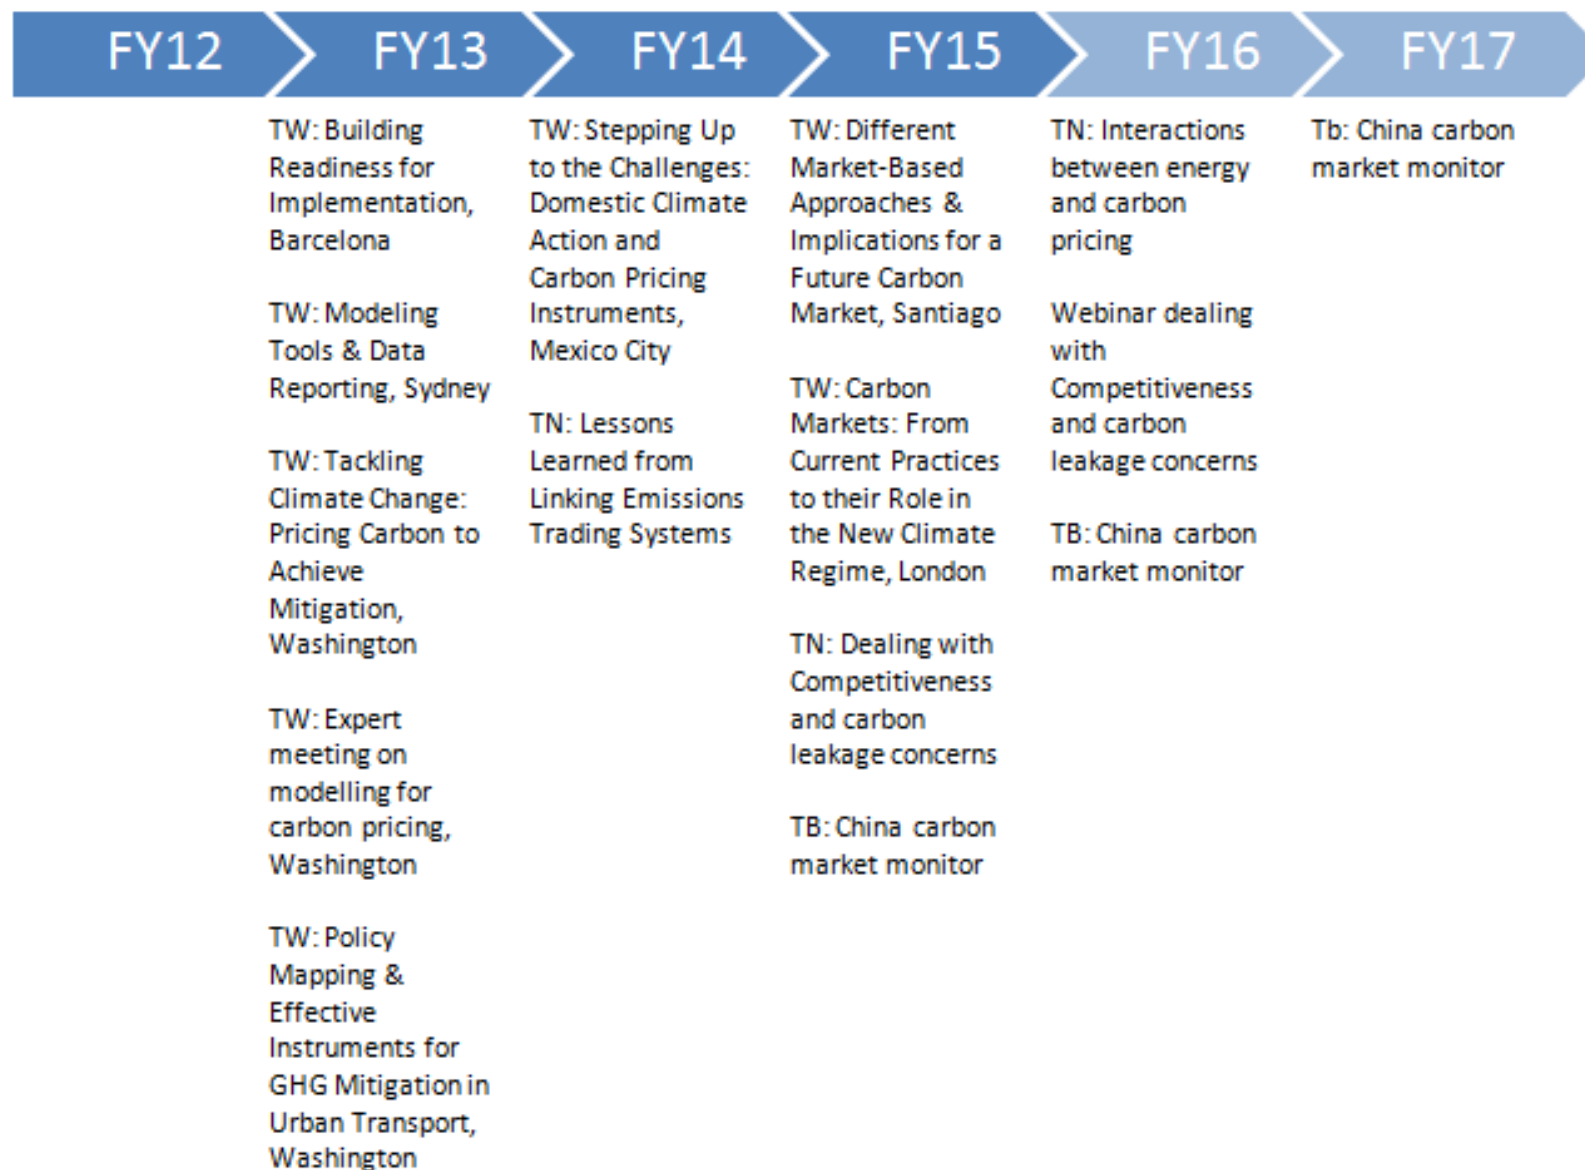 FY12
FY13
FY14
FY15
FY16
FY17
TW: Building
Readiness for
Implementation,
Barcelona
TW: Modeling
Tools & Data
Reporting, Sydney
TW: Tackling
Climate Change:
Pricing Carbon to
Achieve
Mitigation,
Washington
TW: Expert
meeting on
modelling for
carbon pricing,
Washington
TW: Policy
Mapping &
Effective
Instruments for
GHG Mitigation in
Urban Transport,
Washington
TW: Stepping Up
to the Challenges:
Domestic Climate
Action and
Carbon Pricing
Instruments,
Mexico City
TN: Lessons
Learned from
Linking Emissions
Trading Systems
TW: Different
Market-Based
Approaches &
Implications for a
Future Carbon
Market, Santiago
TW: Carbon
Markets: From
Current Practices
to their Role in
the New Climate
Regime, London
TN: Dealing with
Competitiveness
and carbon
leakage concerns
TB: China carbon
market monitor
TN: Interactions
between energy
and carbon
pricing
Webinar dealing
with
Competitiveness
and carbon
leakage concerns
TB: China carbon
market monitor
Tb: China carbon
market monitor